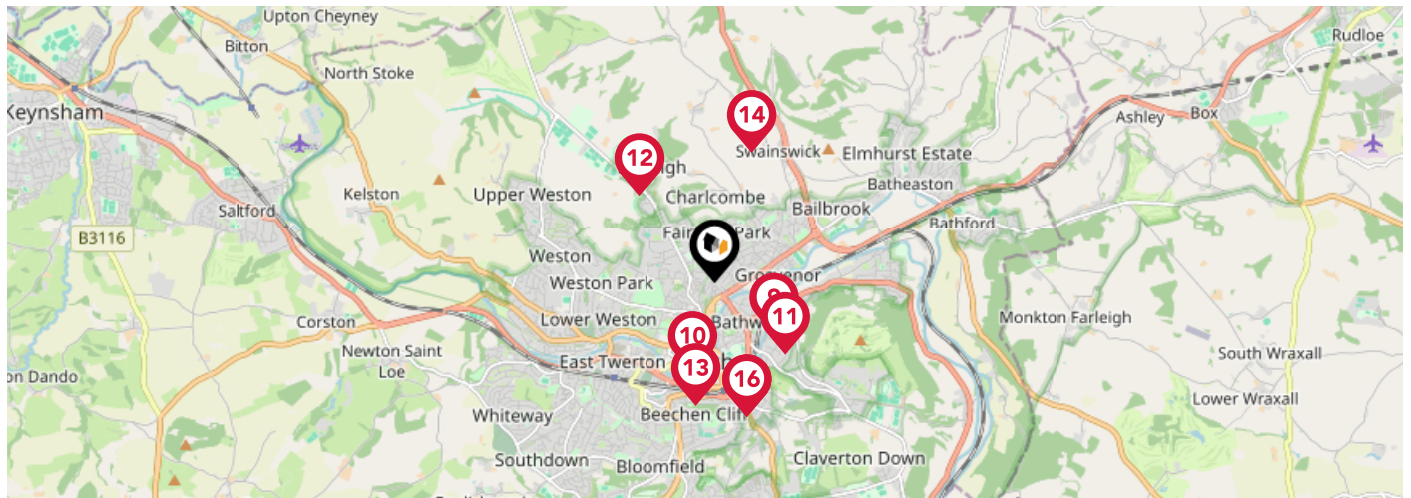 Upton Cheyney
Bitton
Rudloe
North Stoke
Keynsham
14
Ashley
Box
12
Swainswick
Elmhurst Estate
Upper Weston
Kelston
Charlcombe
Batheaston
Saltford
Bailbrook
B3116
Bathford
Park
Weston
Weston Park
Grosvenor
Corston
Lower Weston
11
Monkton Farleigh
10
Newton Saint
Loe
East Twerton
South Wraxall
13
16
Whiteway
Beechen Cliff
Lower Wraxall
Southdown
Bloomfield
Claverton Down